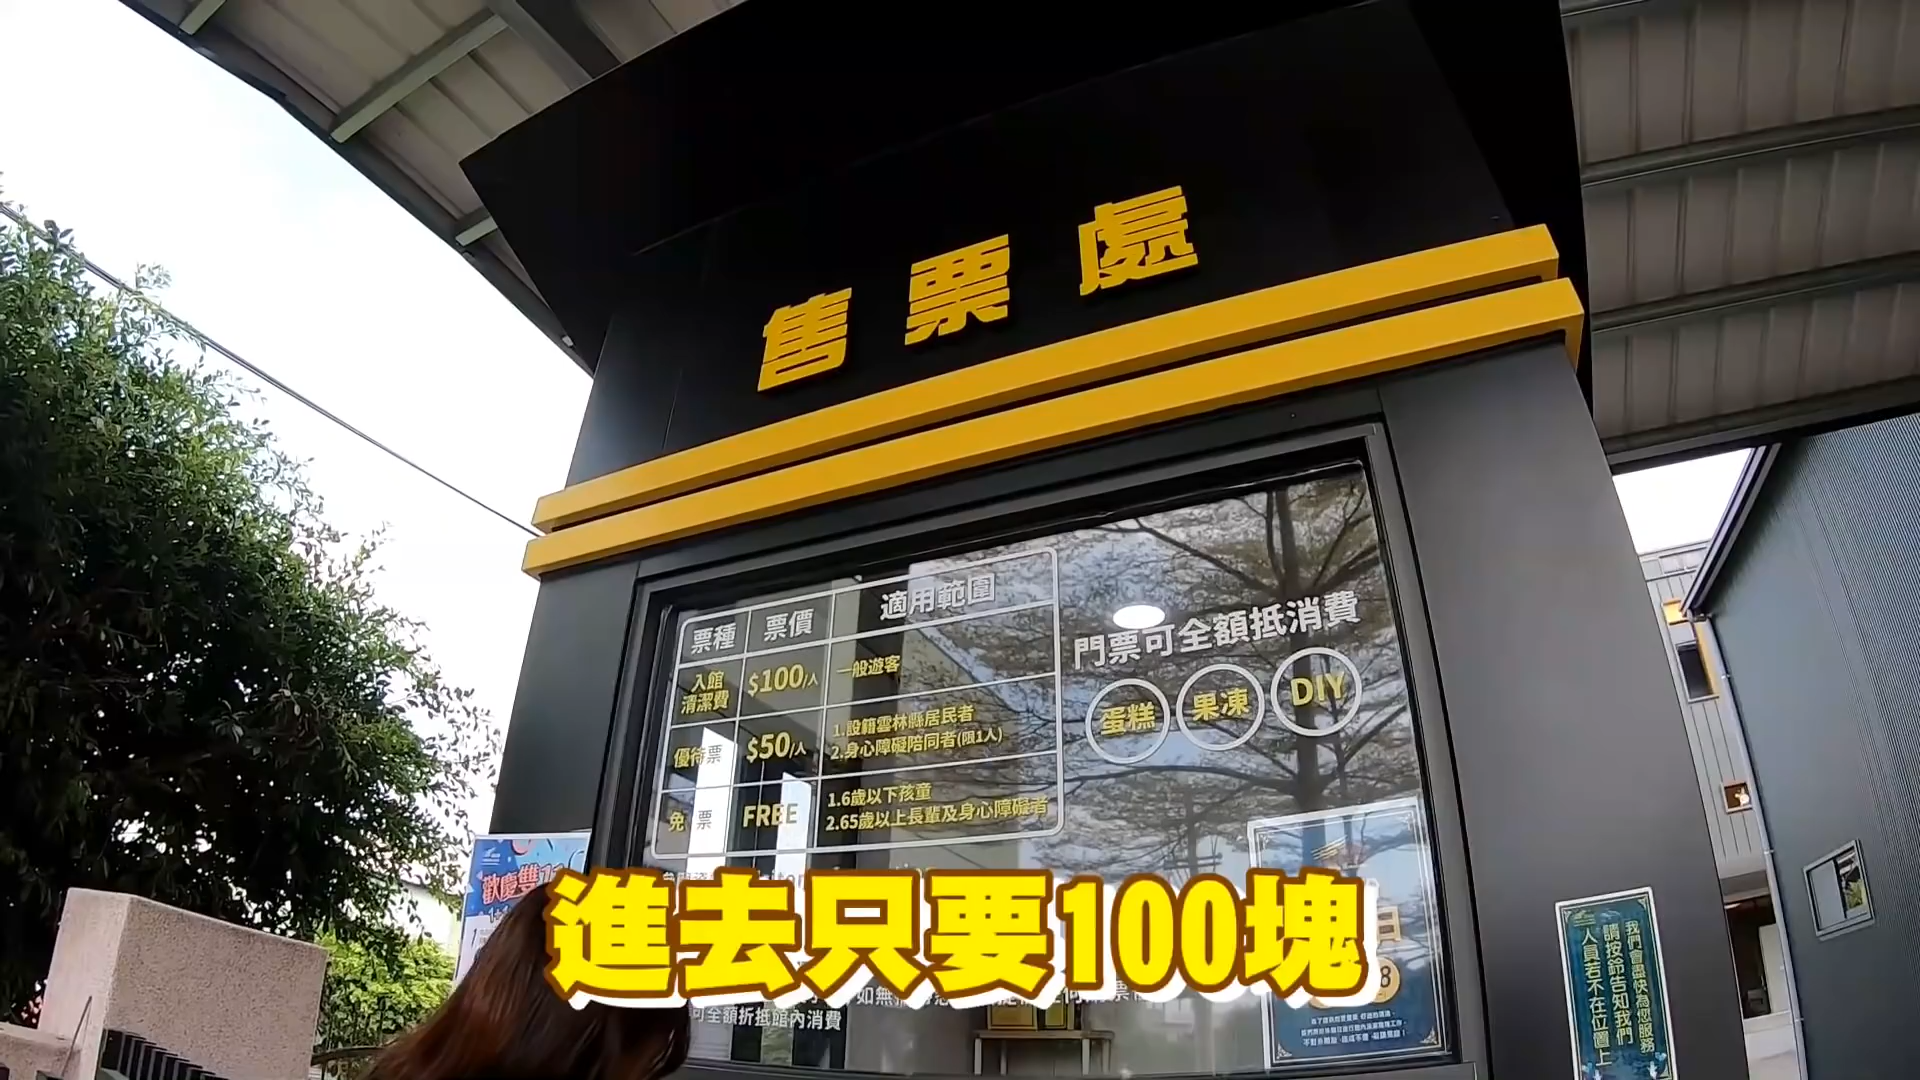 售票處
票種 票價 適用範圍
入館
清潔費 $100/人 一般遊客
優待票 $50/人 1.設籍雲林縣居民者
2.身心障礙陪同者(限1人)
免 票 FREE 1.6歲以下孩童
2.65歲以上長輩及身心障礙者
門票可全額抵消費
蛋糕 果凍 DIY
歡慶雙11
進去只要100塊
可全額折抵館內消費
人員若不在位置上
請按鈴告知我們
我們會盡快為您服務